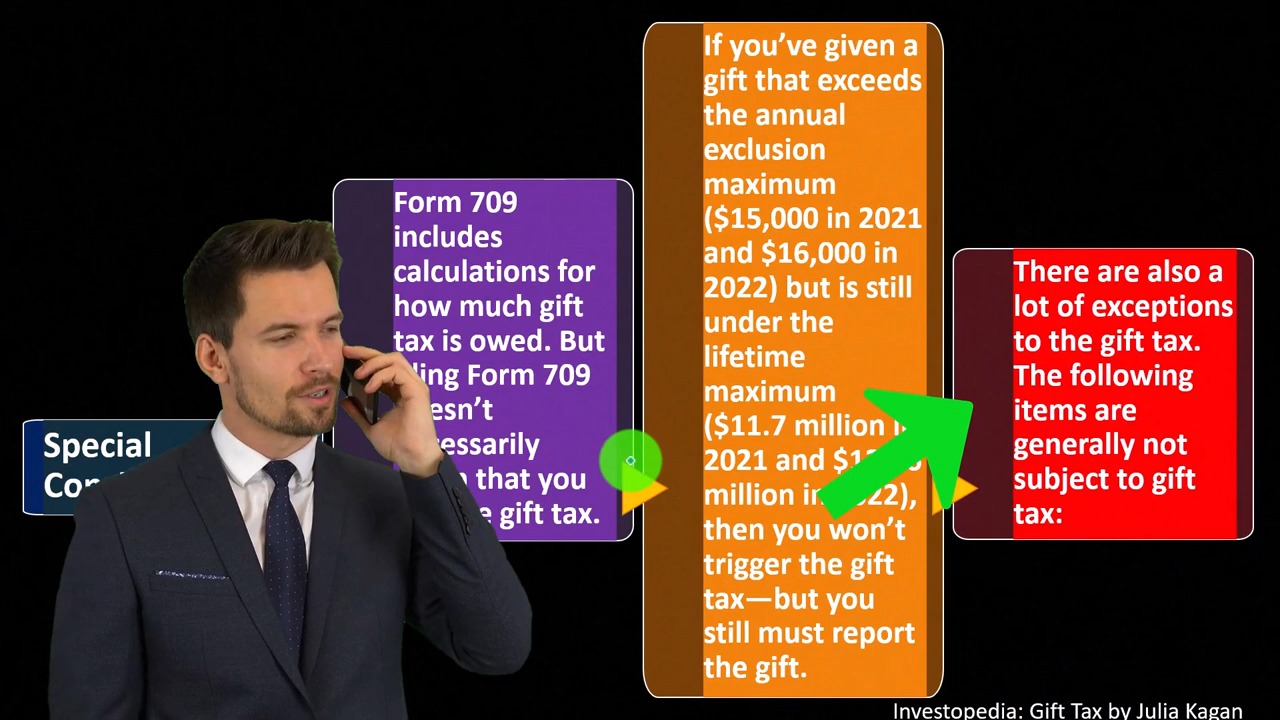 Special
Form 709
includes
calculations for
how much gift
tax is owed. But
Form 709
that you
gift tax.
If you’ve given a
gift that exceeds
the annual
exclusion
maximum
($15,000 in 2021
and $16,000 in
2022) but is still
under the
lifetime
maximum
($11.7 million
2021 and
million
then you won’t
trigger the gift
tax—but you
still must report
the gift.
There are also a
lot of exceptions
to the gift tax.
The following
items are
generally not
subject to gift
tax:
Investopedia: Gift Tax by Julia Kagan